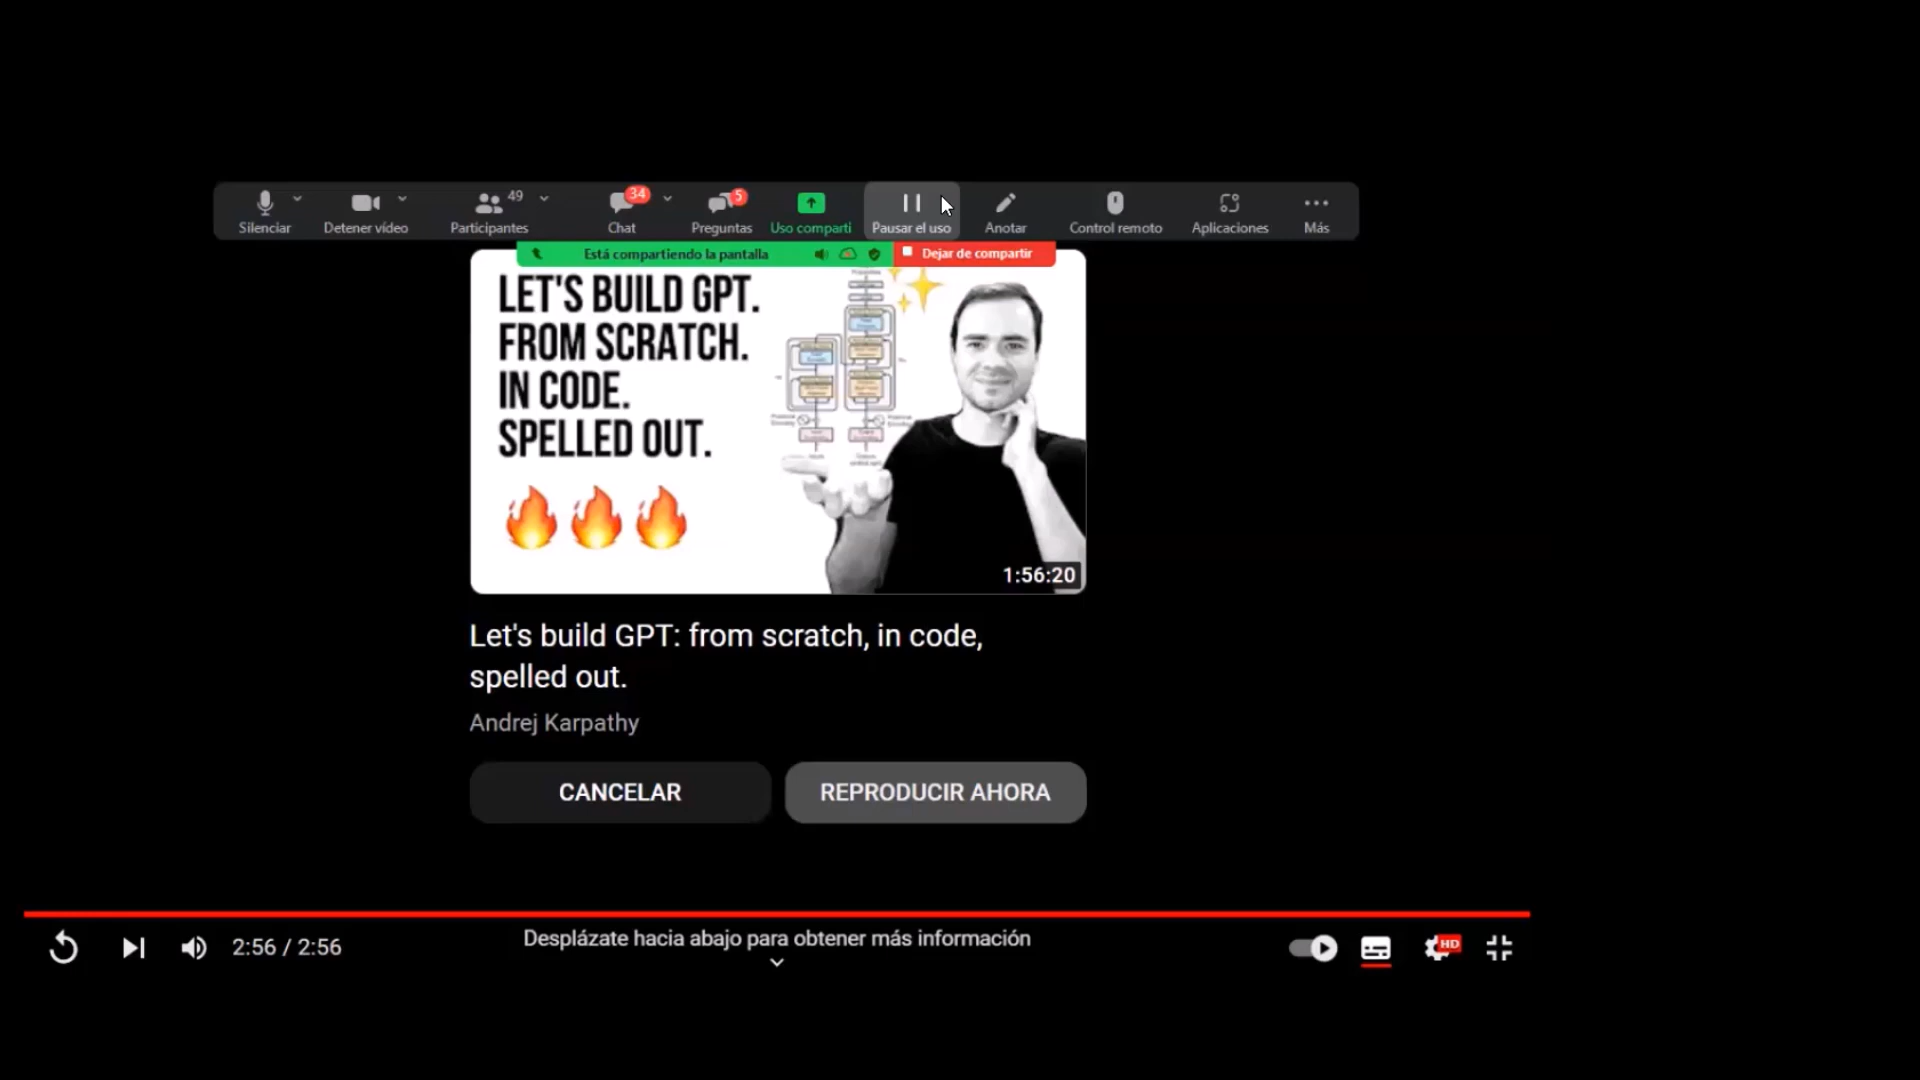 49
34
5
Silenciar
Detener vídeo
Participantes
Chat
Preguntas
Uso comparti
Pausar el uso
Anotar
Control remoto
Aplicaciones
Más
Está compartiendo la pantalla
Dejar de compartir
LET'S BUILD GPT.
FROM SCRATCH.
IN CODE.
SPELLED OUT.
1:56:20
Let's build GPT: from scratch, in code,
spelled out.
Andrej Karpathy
CANCELAR
REPRODUCIR AHORA
2:56 / 2:56
Desplázate hacia abajo para obtener más información
HD